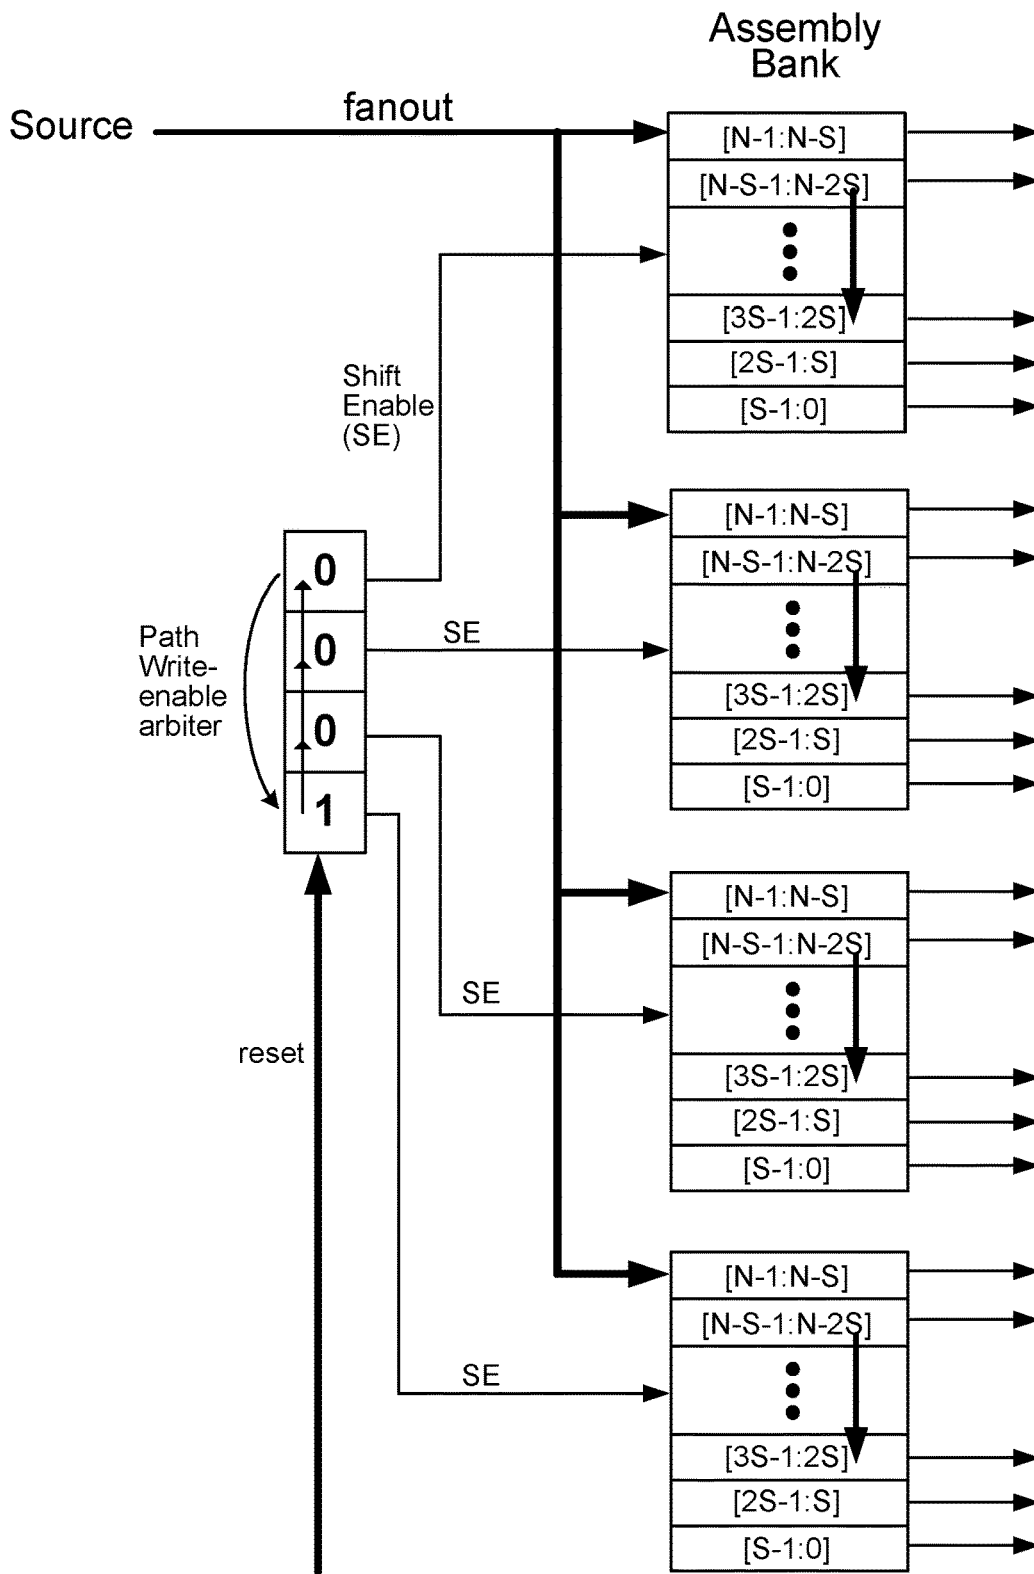 Assembly
Bank
Source
fanout
[N-1:N-S]
[N-S-1:N-2S]
[3S-1:2S]
[2S-1:S]
[S-1:0]
Shift
Enable
(SE)
[N-1:N-S]
[N-S-1:N-2S]
[3S-1:2S]
[2S-1:S]
[S-1:0]
Path
Write-
enable
arbiter
0
0
0
1
SE
[N-1:N-S]
[N-S-1:N-2S]
[3S-1:2S]
[2S-1:S]
[S-1:0]
SE
reset
[N-1:N-S]
[N-S-1:N-2S]
[3S-1:2S]
[2S-1:S]
[S-1:0]
SE